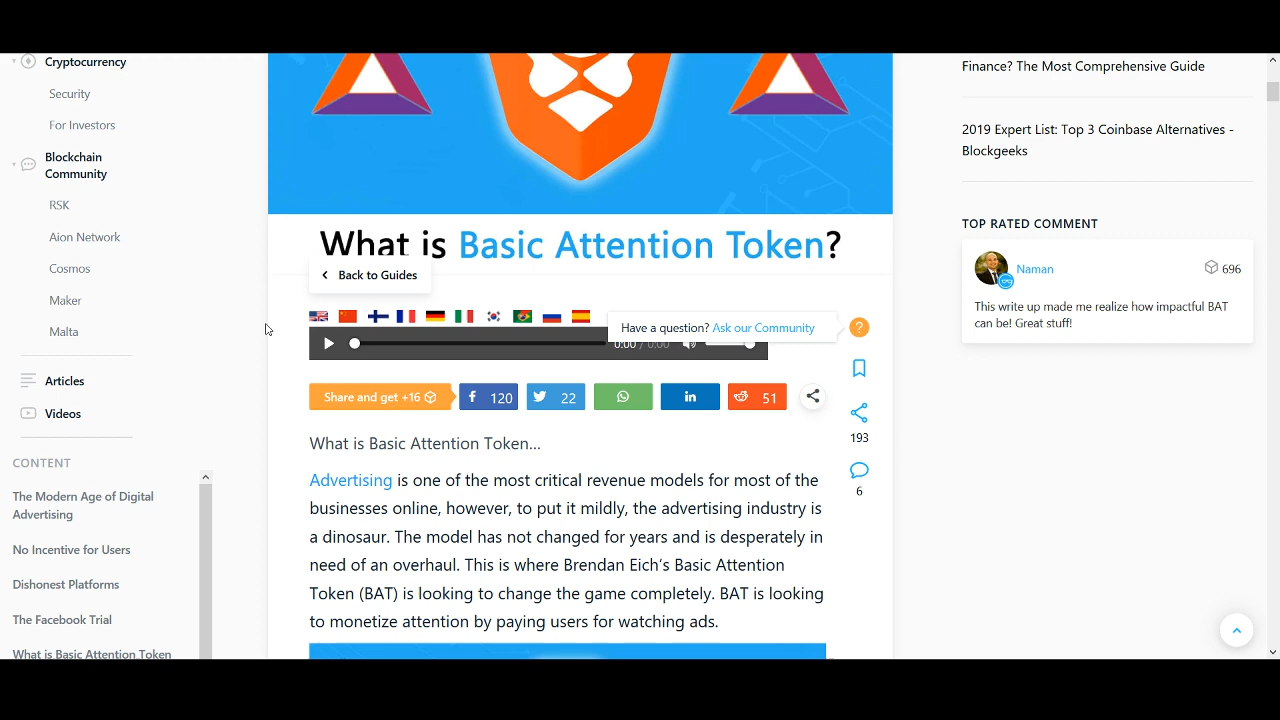 Cryptocurrency
Security
For Investors
Blockchain
Community
RSK
Aion Network
Cosmos
Maker
Malta
Articles
Videos
CONTENT
The Modern Age of Digital
Advertising
No Incentive for Users
Dishonest Platforms
The Facebook Trial
What is Basic Attention Token
What is Basic Attention Token?
Back to Guides
Have a question? Ask our Community
0:00 / 0:00
Share and get +16
120
22
in
51
What is Basic Attention Token...
Advertising is one of the most critical revenue models for most of the
businesses online, however, to put it mildly, the advertising industry is
a dinosaur. The model has not changed for years and is desperately in
need of an overhaul. This is where Brendan Eich’s Basic Attention
Token (BAT) is looking to change the game completely. BAT is looking
to monetize attention by paying users for watching ads.
?
193
6
Finance? The Most Comprehensive Guide
2019 Expert List: Top 3 Coinbase Alternatives -
Blockgeeks
TOP RATED COMMENT
Naman
696
This write up made me realize how impactful BAT
can be! Great stuff!